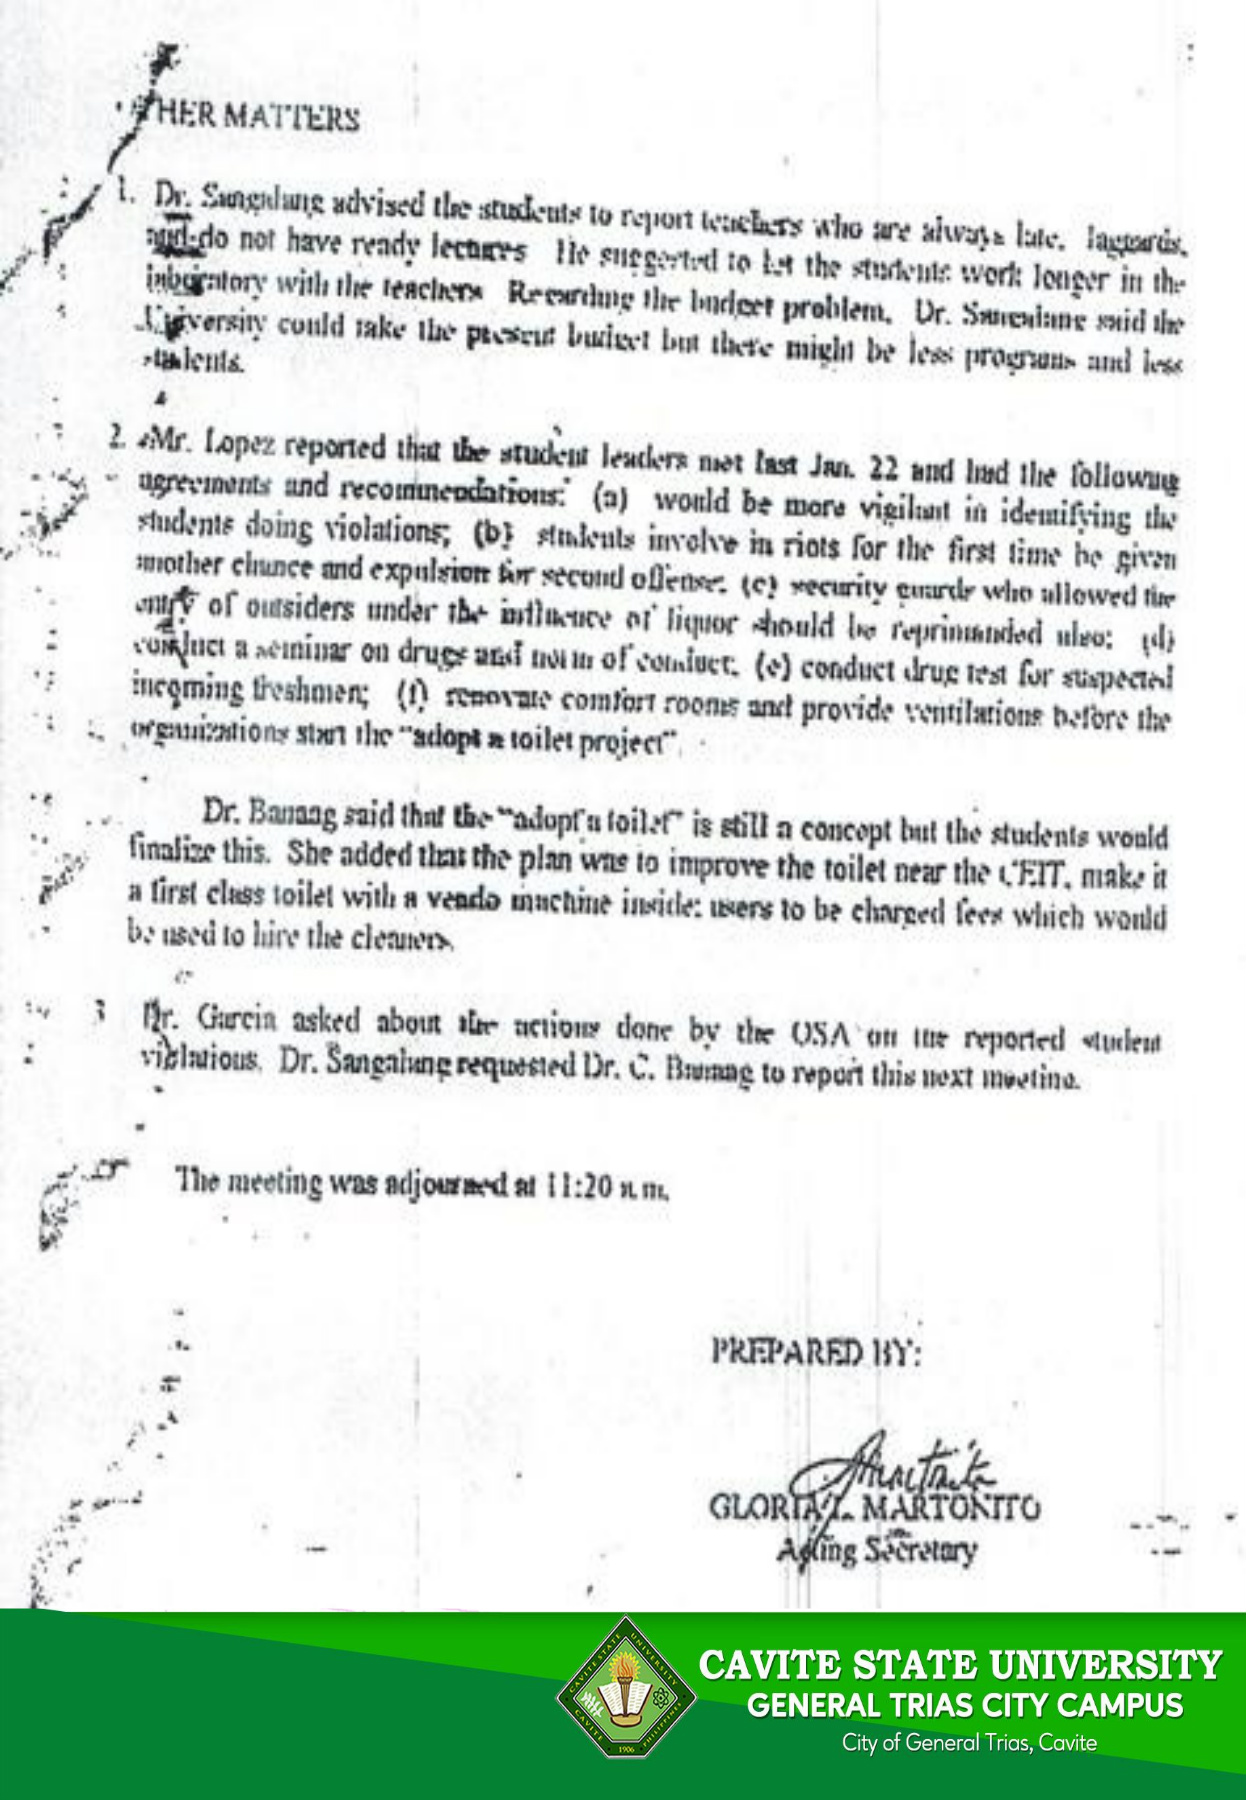 HER MATTERS
1. Dr. Sangalang advised the students to report teachers who are always late, laggards,
and do not have ready lectures He suggested to let the students work longer in the
laboratory with the teachers Regarding the budget problem, Dr. Sangalang said the
University could take the present budget but there might be less programs and less
students.
2. Mr. Lopez reported that the student leaders met last Jan. 22 and had the following
agreements and recommendations: (a) would be more vigilant in identifying the
students doing violations; (b) students involve in riots for the first time be given
another chance and expulsion for second offense; (c) security guards who allowed the
entry of outsiders under the influence of liquor should be reprimanded also; (d)
conduct a seminar on drugs and norm of conduct; (e) conduct drug test for suspected
incoming freshmen; (f) renovate comfort rooms and provide ventilations before the
organizations start the "adopt a toilet project".
Dr. Banaag said that the "adopt a toilet" is still a concept but the students would
finalize this. She added that the plan was to improve the toilet near the CEIT, make it
a first class toilet with a vendo machine inside; users to be charged fees which would
be used to hire the cleaners.
3 Dr. Garcia asked about the actions done by the OSA on the reported student
violations. Dr. Sangalang requested Dr. C. Banaag to report this next meeting.
The meeting was adjourned at 11:20 a.m.
PREPARED BY:
GLORIA L. MARTONITO
Acting Secretary
CAVITE STATE UNIVERSITY
CAVITE
PHILIPPINES
1906
CAVITE STATE UNIVERSITY
GENERAL TRIAS CITY CAMPUS
City of General Trias, Cavite